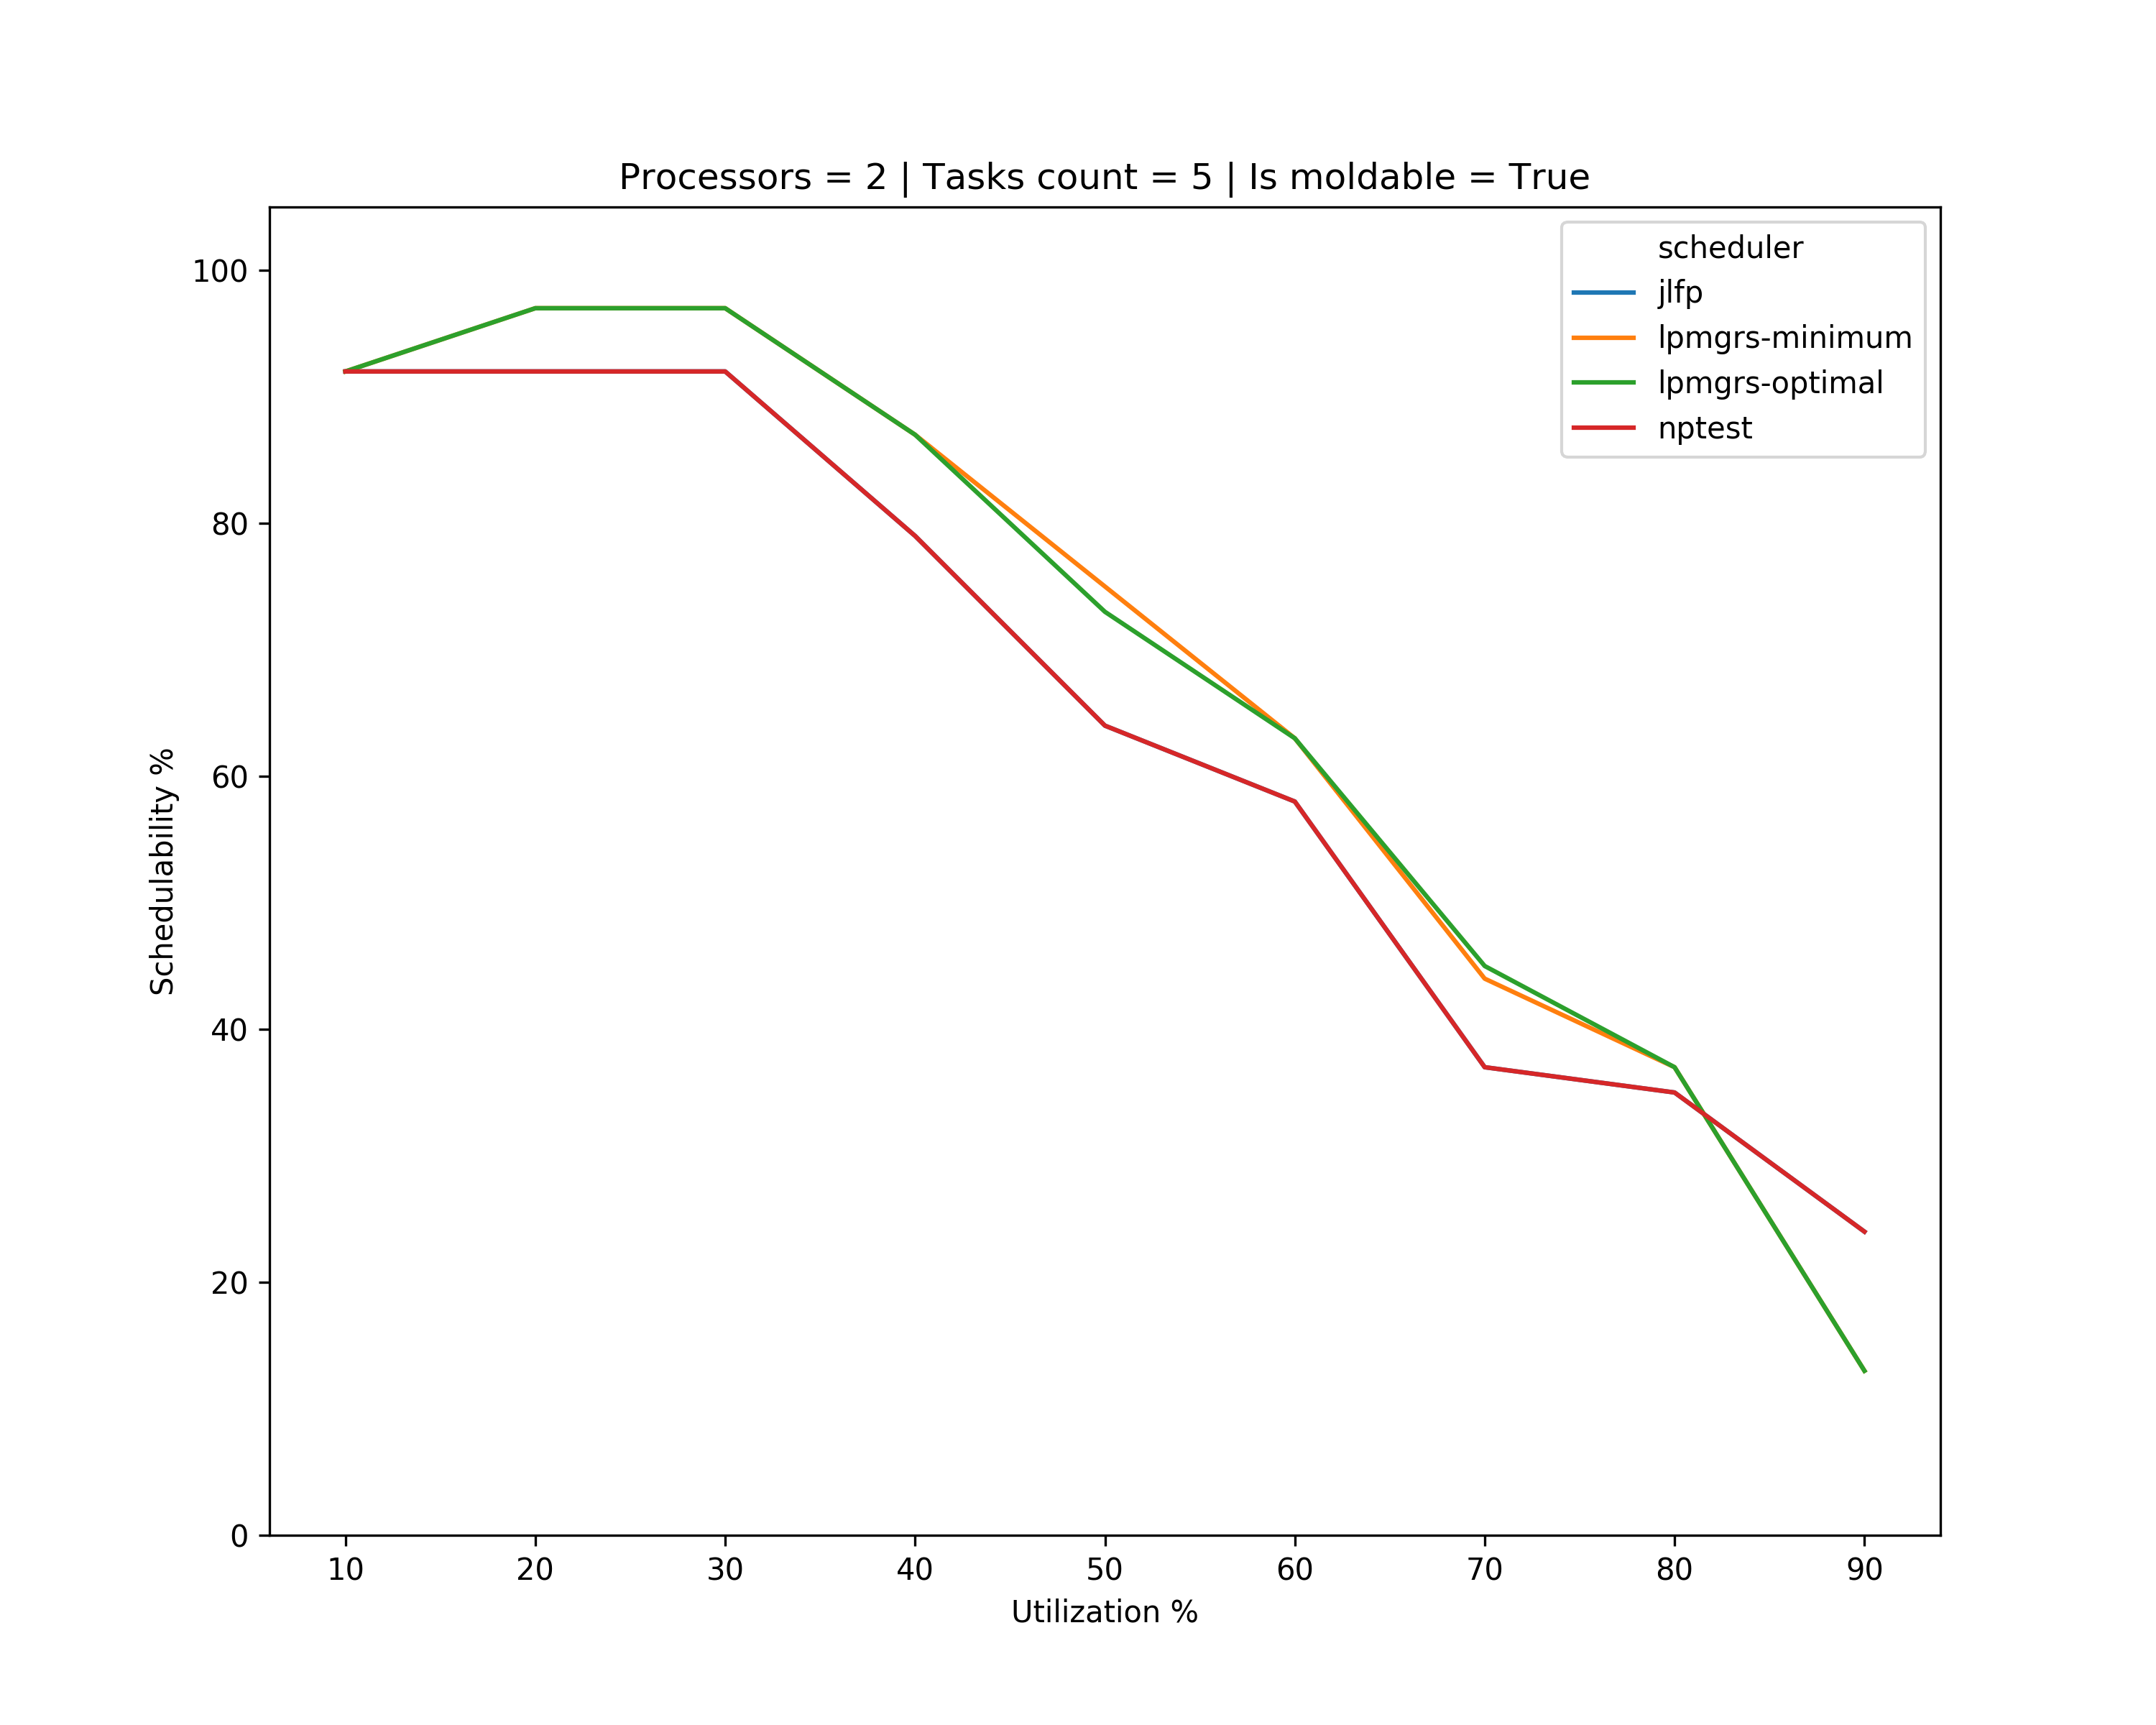 Processors = 2 | Tasks count = 5 | Is moldable = True
scheduler
jlfp
lpmgrs-minimum
lpmgrs-optimal
nptest
Schedulability %
100
80
60
40
20
0
10 20 30 40 50 60 70 80 90
Utilization %